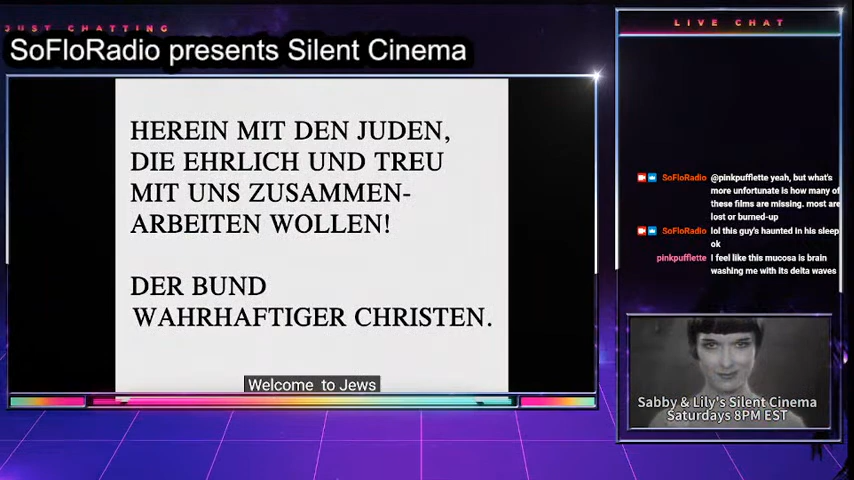 JUST CHATTING
SoFloRadio presents Silent Cinema
HEREIN MIT DEN JUDEN,
DIE EHRLICH UND TREU
MIT UNS ZUSAMMEN-
ARBEITEN WOLLEN!
DER BUND
WAHRHAFTIGER CHRISTEN.
Welcome to Jews
LIVE CHAT
SoFloRadio @pinkpufflette yeah, but what's
more unfortunate is how many of
these films are missing. most are
lost or burned-up
SoFloRadio lol this guy's haunted in his sleep
ok
pinkpufflette I feel like this mucosa is brain
washing me with its delta waves
Sabby & Lily's Silent Cinema
Saturdays 8PM EST